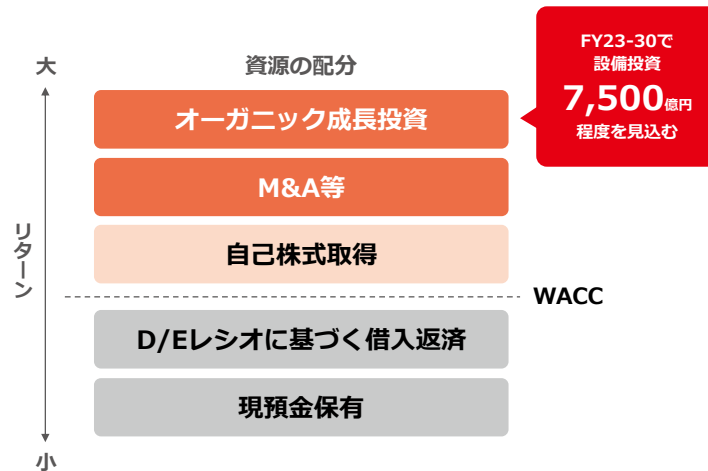 FY23-30で
設備投資
7,500億円
程度を見込む
大
資源の配分
オーガニック成長投資
M&A等
自己株式取得
リターン
WACC
D/Eレシオに基づく借入返済
現預金保有
小